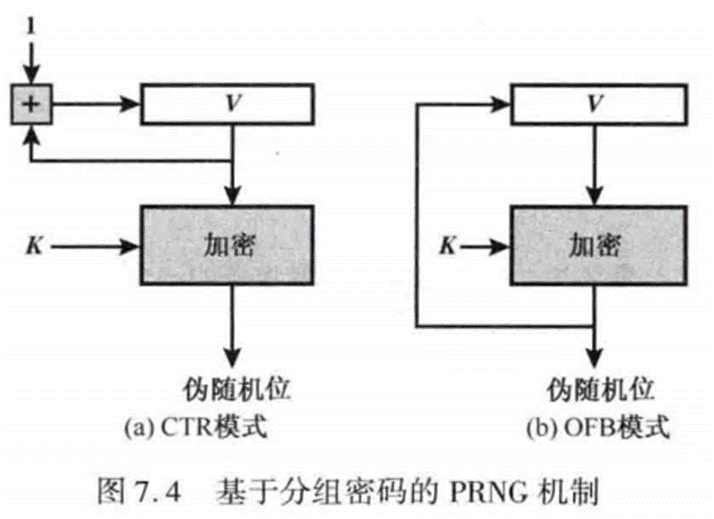 1
+
V
K
加密
伪随机位
(a) CTR模式
V
K
加密
伪随机位
(b) OFB模式
图 7.4 基于分组密码的 PRNG 机制